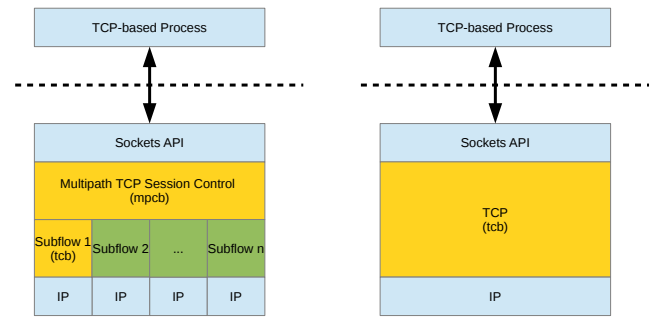 TCP-based Process
TCP-based Process
Sockets API
Sockets API
Multipath TCP Session Control
(mpcb)
TCP
(tcb)
Subflow 1
(tcb)
Subflow 2
...
Subflow n
IP
IP
IP
IP
IP